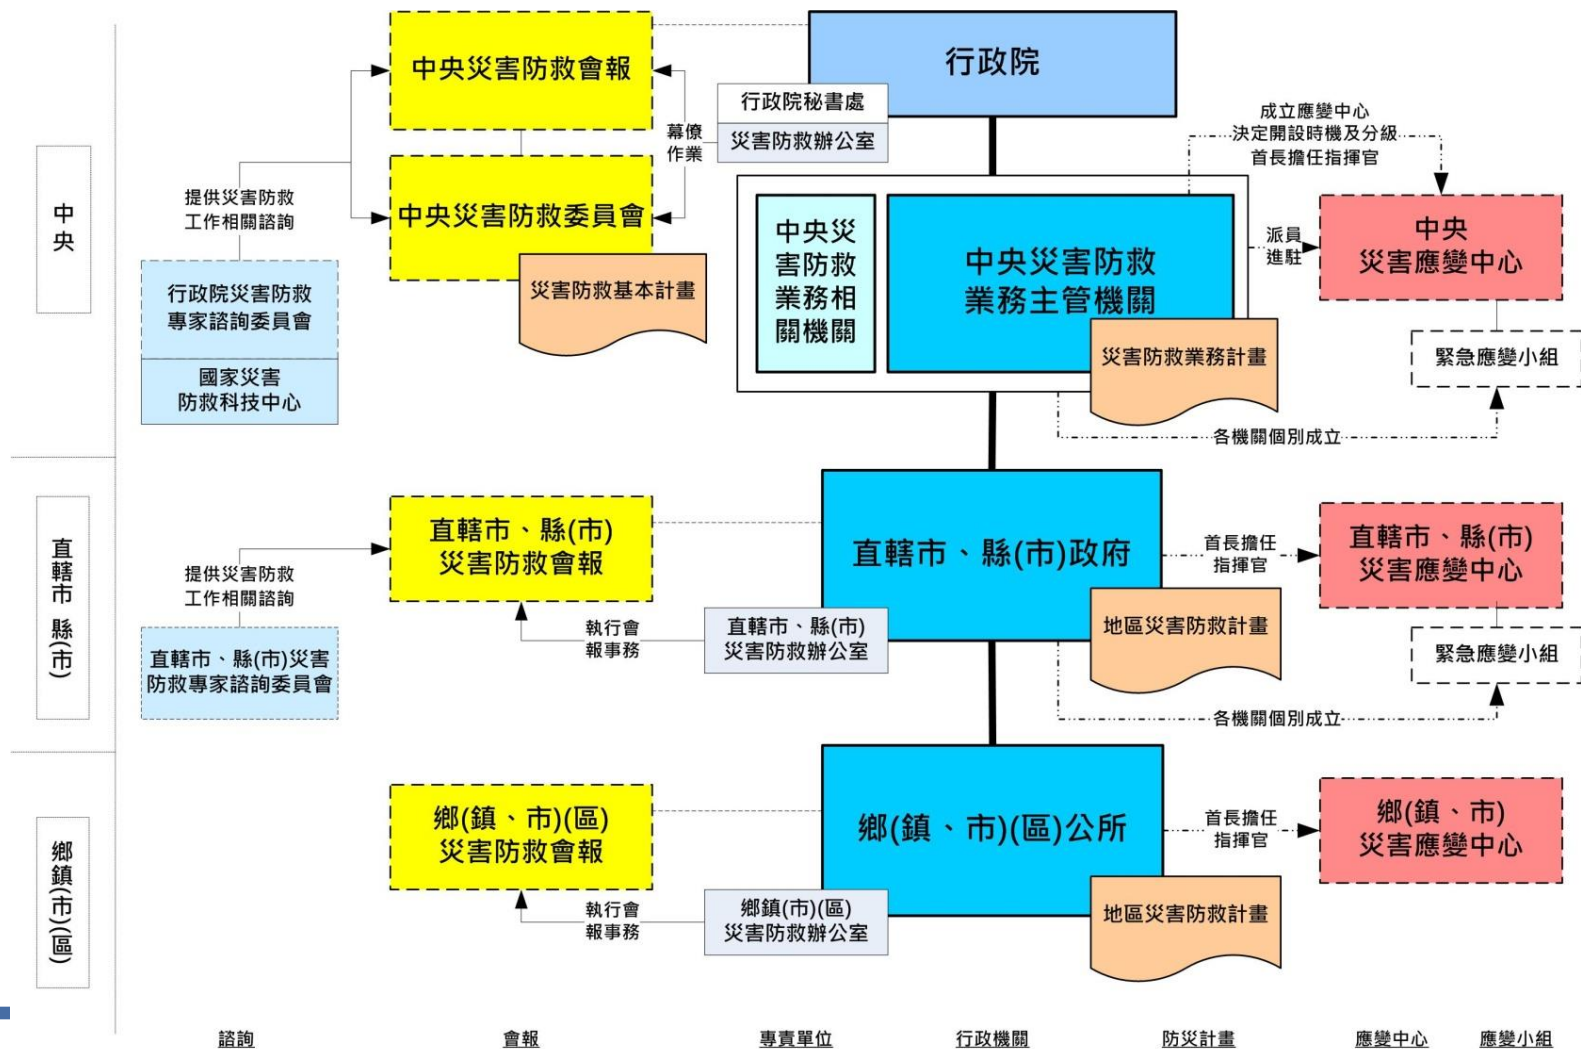 中央災害防救會報
行政院
行政院秘書處
災害防救辦公室
幕僚
作業
成立應變中心
決定開設時機及分級
首長擔任指揮官
中央
提供災害防救
工作相關諮詢
中央災害防救委員會
災害防救基本計畫
中央災
害防救
業務相
關機關
中央災害防救
業務主管機關
災害防救業務計畫
派員
進駐
中央
災害應變中心
行政院災害防救
專家諮詢委員會
國家災害
防救科技中心
緊急應變小組
各機關個別成立
直轄市 縣(市)
提供災害防救
工作相關諮詢
直轄市、縣(市)災害
防救專家諮詢委員會
直轄市、縣(市)
災害防救會報
執行會
報事務
直轄市、縣(市)
災害防救辦公室
直轄市、縣(市)政府
地區災害防救計畫
首長擔任
指揮官
直轄市、縣(市)
災害應變中心
緊急應變小組
各機關個別成立
鄉鎮(市)(區)
鄉(鎮、市)(區)
災害防救會報
執行會
報事務
鄉鎮(市)(區)
災害防救辦公室
鄉(鎮、市)(區)公所
地區災害防救計畫
首長擔任
指揮官
鄉(鎮、市)
災害應變中心
諮詢 會報 專責單位 行政機關 防災計畫 應變中心 應變小組